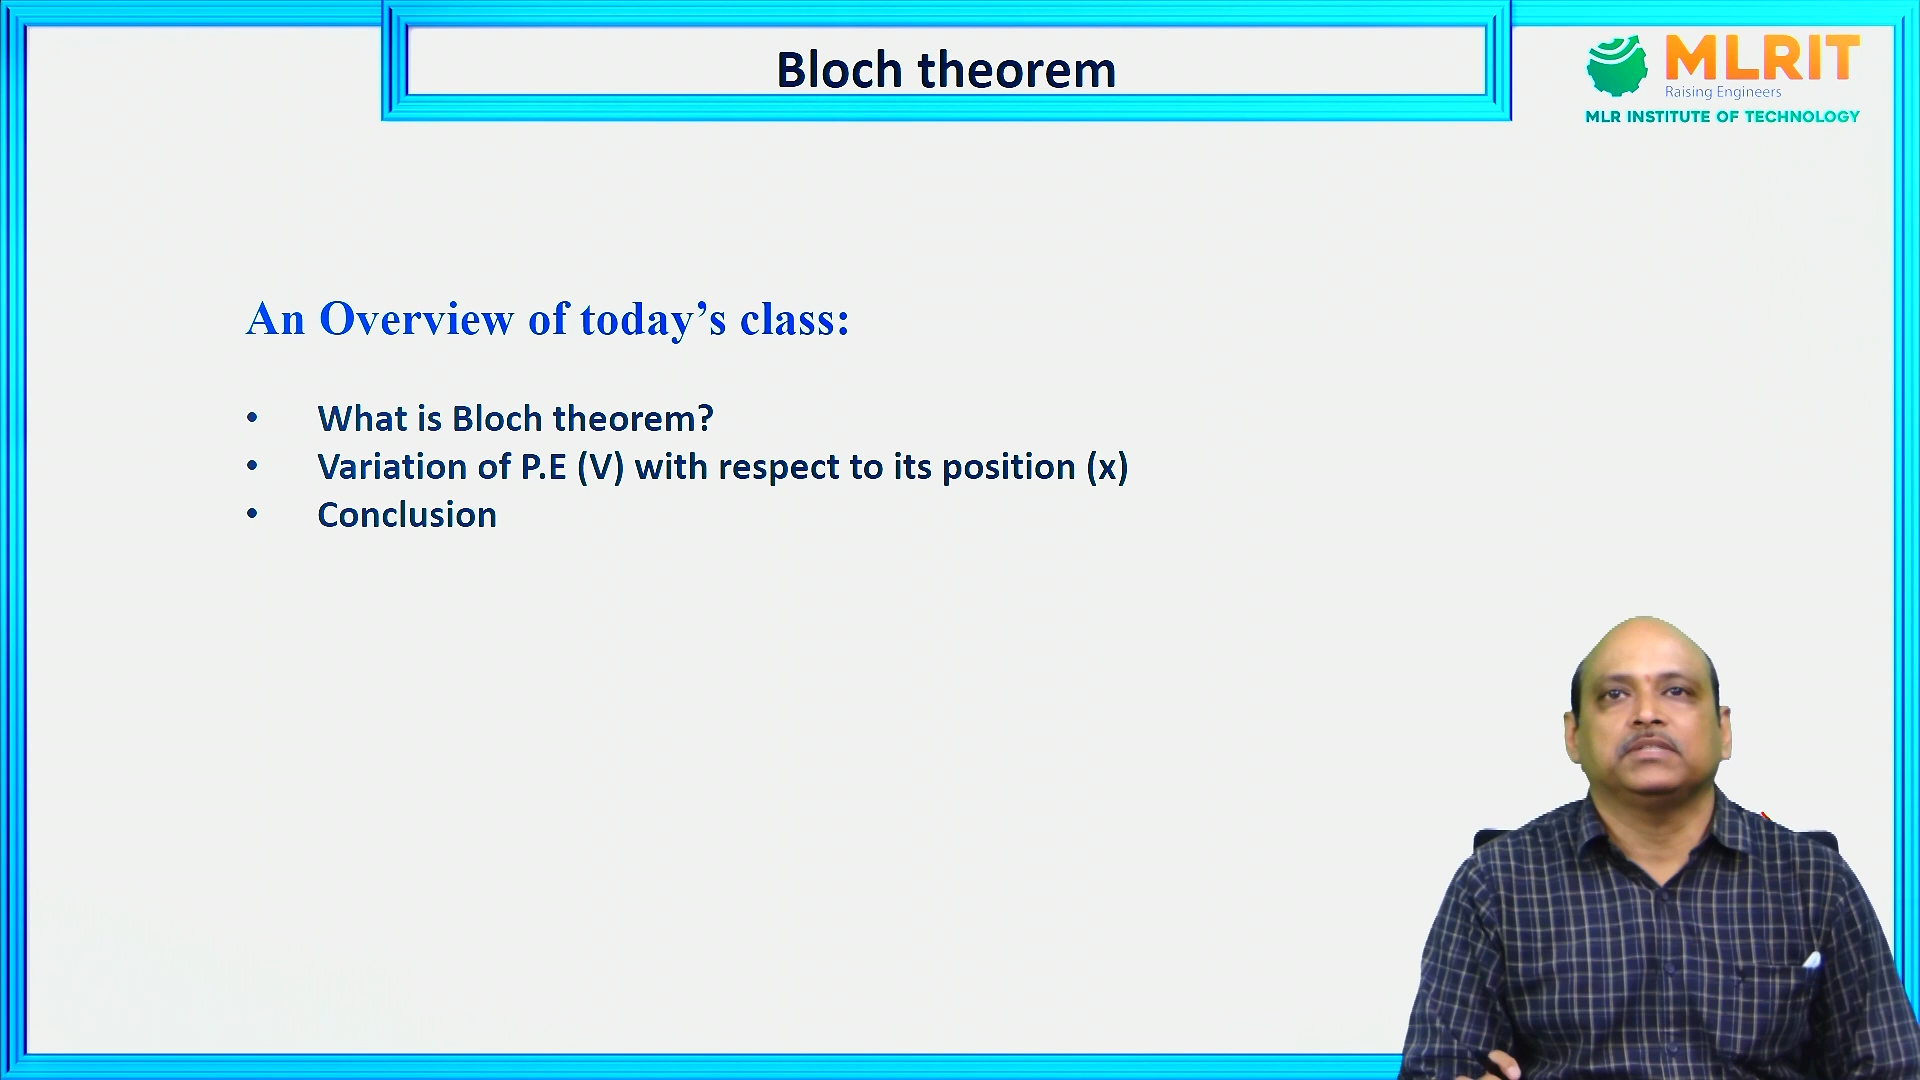 Bloch theorem
MLRIT
Raising Engineers
MLR INSTITUTE OF TECHNOLOGY
An Overview of today’s class:
• What is Bloch theorem?
• Variation of P.E (V) with respect to its position (x)
• Conclusion